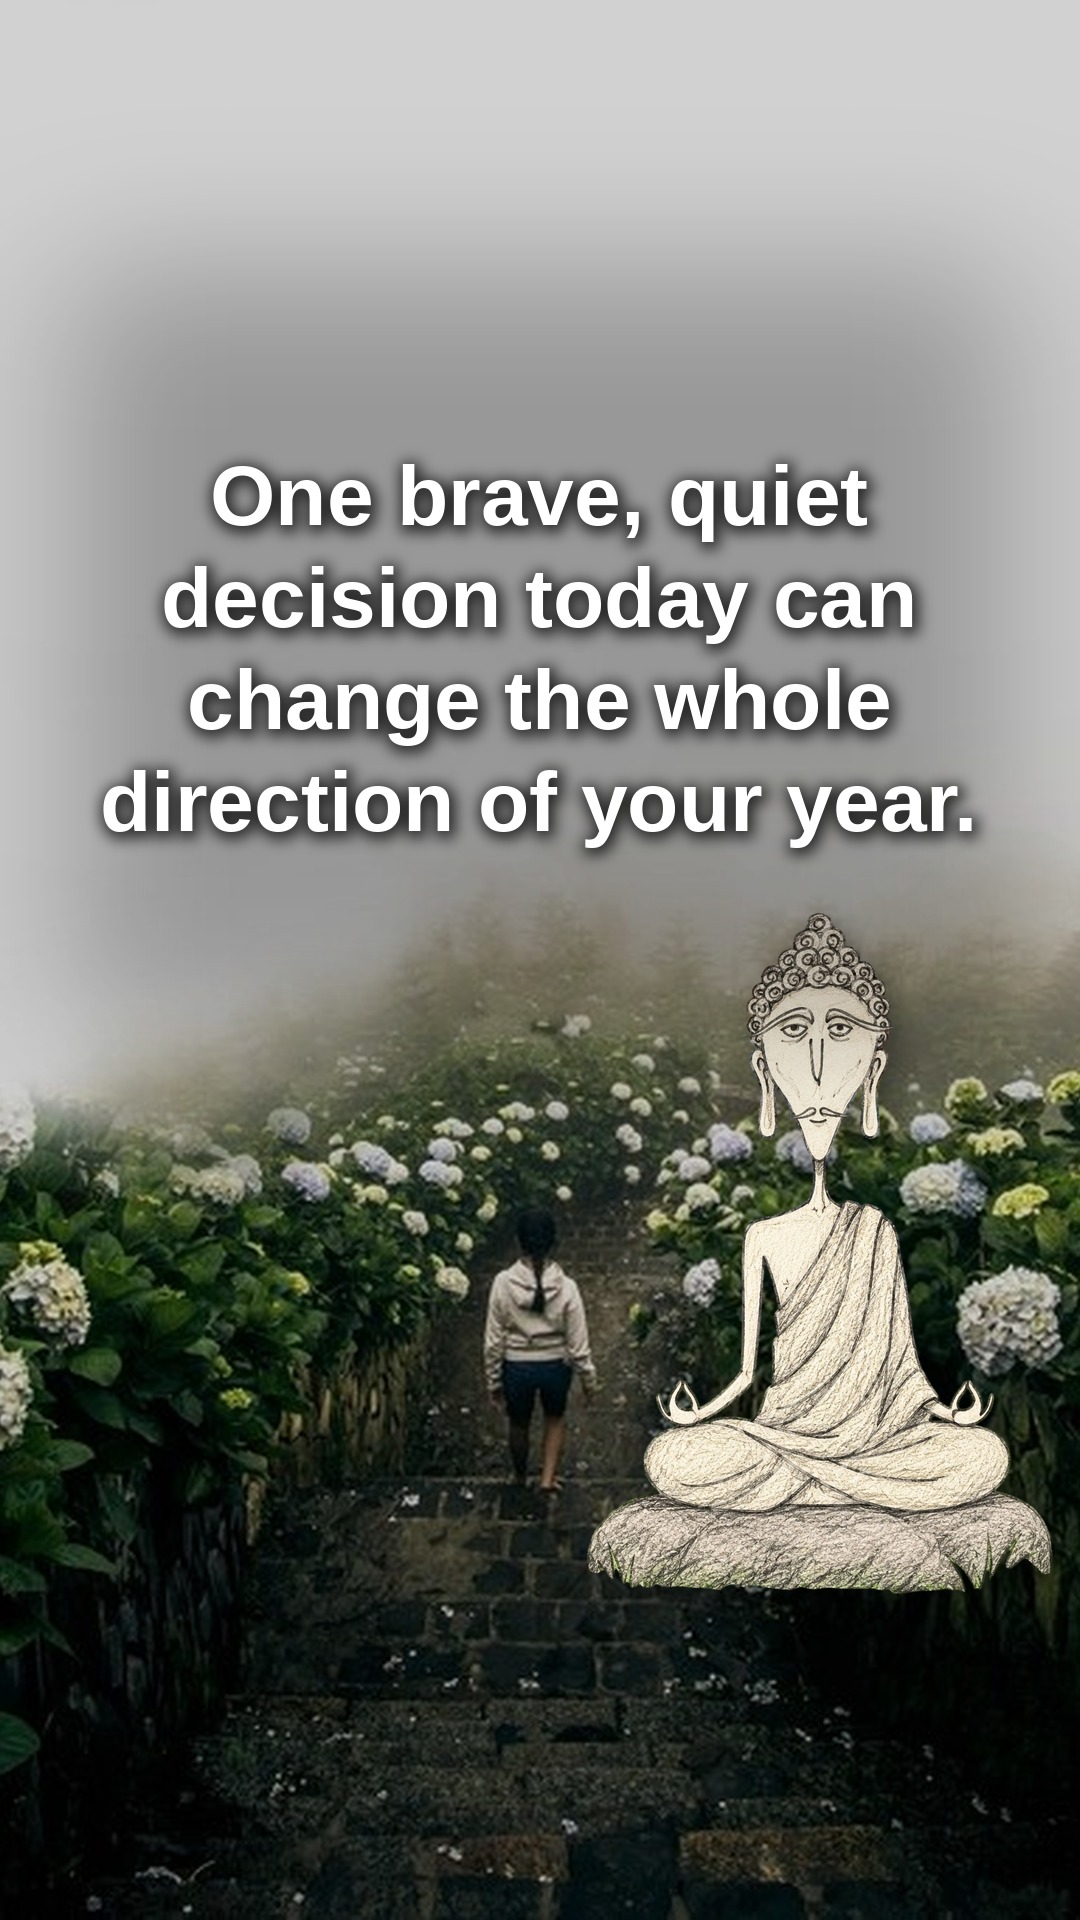 One brave, quiet
decision today can
change the whole
direction of your year.